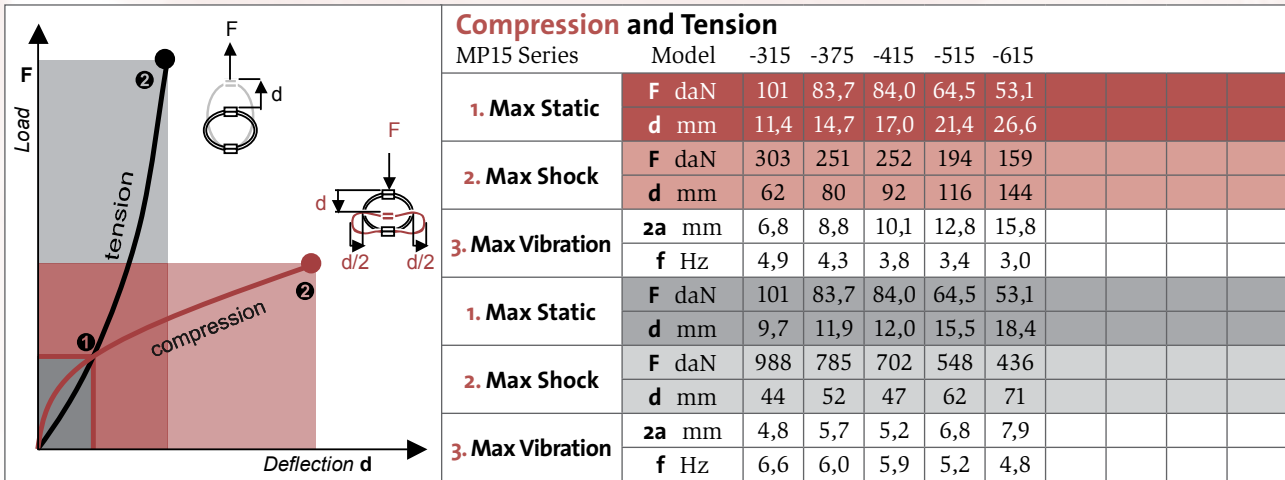 F
Load
tension
compression
❶
❷
❷
Deflection d
F
d
F
d
d/2 d/2
Compression and Tension
MP15 Series Model -315 -375 -415 -515 -615
1. Max Static F daN 101 83,7 84,0 64,5 53,1
d mm 11,4 14,7 17,0 21,4 26,6
2. Max Shock F daN 303 251 252 194 159
d mm 62 80 92 116 144
3. Max Vibration 2a mm 6,8 8,8 10,1 12,8 15,8
f Hz 4,9 4,3 3,8 3,4 3,0
1. Max Static F daN 101 83,7 84,0 64,5 53,1
d mm 9,7 11,9 12,0 15,5 18,4
2. Max Shock F daN 988 785 702 548 436
d mm 44 52 47 62 71
3. Max Vibration 2a mm 4,8 5,7 5,2 6,8 7,9
f Hz 6,6 6,0 5,9 5,2 4,8